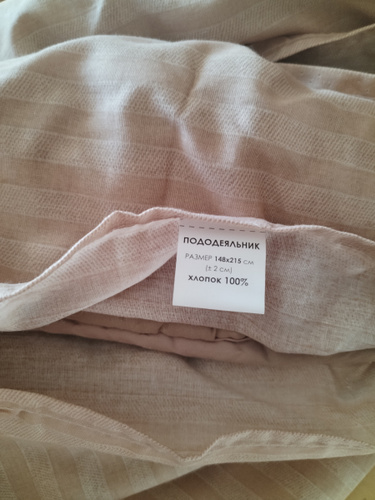 ПОДОДЕЯЛЬНИК
РАЗМЕР 148х215 см
(± 2 см)
ХЛОПОК 100%